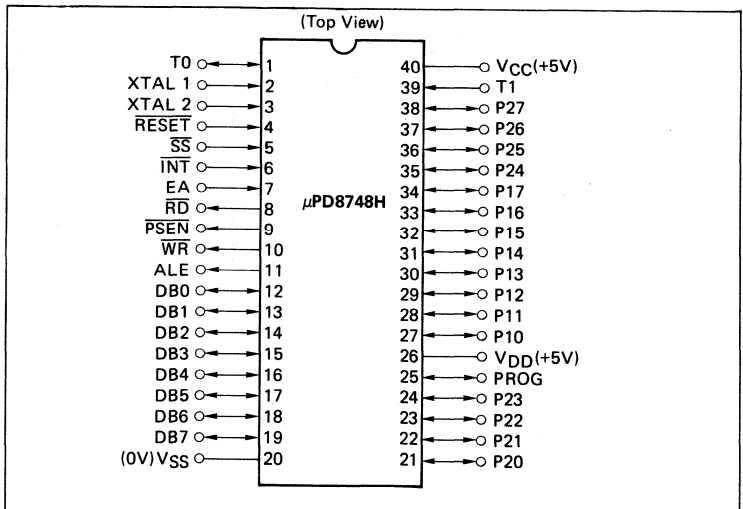 (Top View)
T0 1 40 VCC(+5V)
XTAL 1 2 39 T1
XTAL 2 3 38 P27
RESET 4 37 P26
SS 5 36 P25
INT 6 35 P24
EA 7 34 P17
RD 8 μPD8748H 33 P16
PSEN 9 32 P15
WR 10 31 P14
ALE 11 30 P13
DB0 12 29 P12
DB1 13 28 P11
DB2 14 27 P10
DB3 15 26 VDD(+5V)
DB4 16 25 PROG
DB5 17 24 P23
DB6 18 23 P22
DB7 19 22 P21
(0V)VSS 20 21 P20